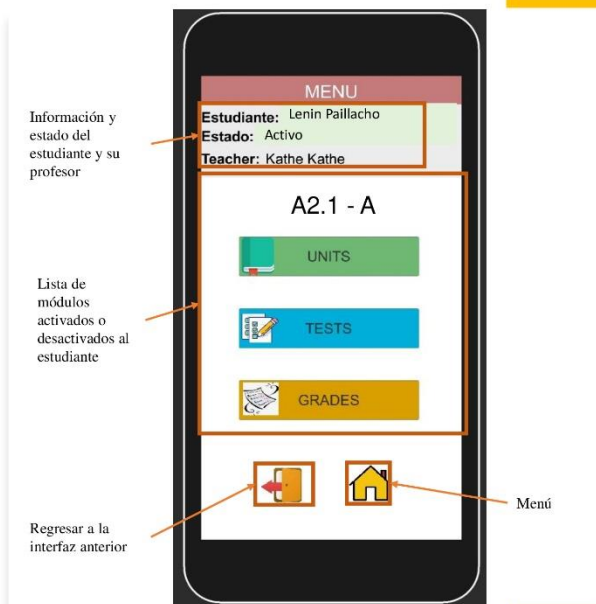 MENU
Información y
estado del
estudiante y su
profesor
Estudiante: Lenin Paillacho
Estado: Activo
Teacher: Kathe Kathe
A2.1 - A
UNITS
Lista de
módulos
activados o
desactivados al
estudiante
TESTS
GRADES
Menú
Regresar a la
interfaz anterior